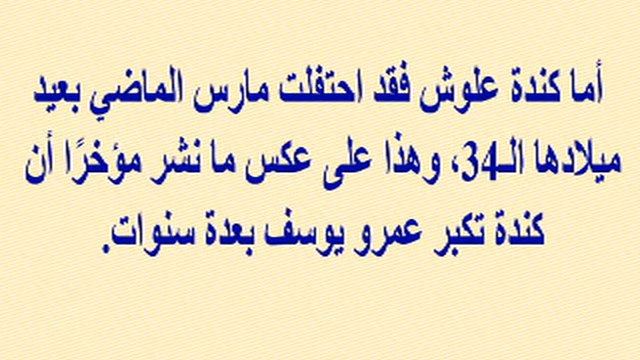 أما كندة علوش فقد احتفلت مارس الماضي بعيد
ميلادها الـ34، وهذا على عكس ما نشر مؤخرًا أن
كندة تكبر عمرو يوسف بعدة سنوات.